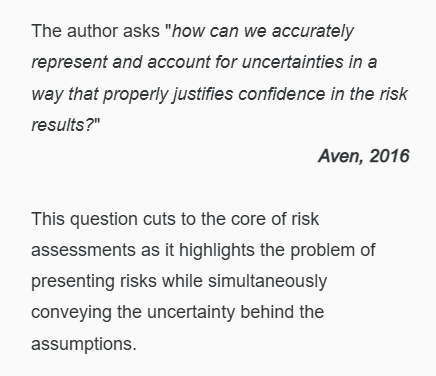 The author asks "how can we accurately
represent and account for uncertainties in a
way that properly justifies confidence in the risk
results?"
Aven, 2016
This question cuts to the core of risk
assessments as it highlights the problem of
presenting risks while simultaneously
conveying the uncertainty behind the
assumptions.